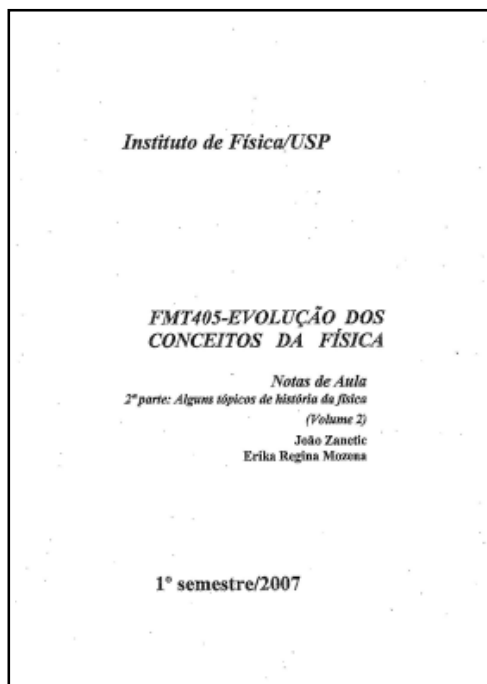 Instituto de Física/USP
FMT405-EVOLUÇÃO DOS
CONCEITOS DA FÍSICA
Notas de Aula
2ª parte: Alguns tópicos de história da física
(Volume 2)
João Zanetic
Erika Regina Mozena
1º semestre/2007